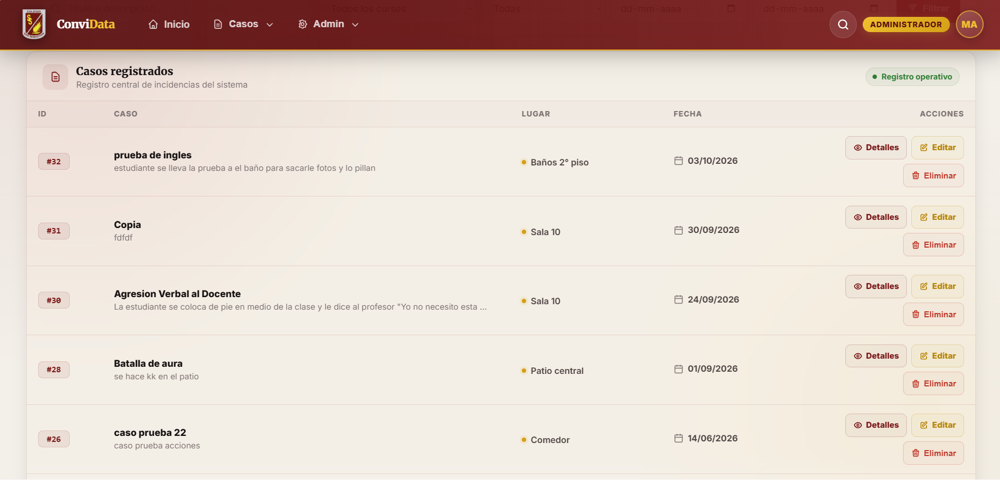 Título o descripción
Todos los cursos
Todas
dd-mm-aaaa
dd-mm-aaaa
Filtrar
COLEGIO
SAN SEBASTIAN
ConviData
Inicio
Casos
Admin
ADMINISTRADOR
MA
Casos registrados
Registro central de incidencias del sistema
Registro operativo
ID CASO LUGAR FECHA ACCIONES
#32
prueba de ingles
estudiante se lleva la prueba a el baño para sacarle fotos y lo pillan
Baños 2° piso
03/10/2026
Detalles
Editar
Eliminar
#31
Copia
fdfdf
Sala 10
30/09/2026
Detalles
Editar
Eliminar
#30
Agresion Verbal al Docente
La estudiante se coloca de pie en medio de la clase y le dice al profesor "Yo no necesito esta ...
Sala 10
24/09/2026
Detalles
Editar
Eliminar
#28
Batalla de aura
se hace kk en el patio
Patio central
01/09/2026
Detalles
Editar
Eliminar
#26
caso prueba 22
caso prueba acciones
Comedor
14/06/2026
Detalles
Editar
Eliminar